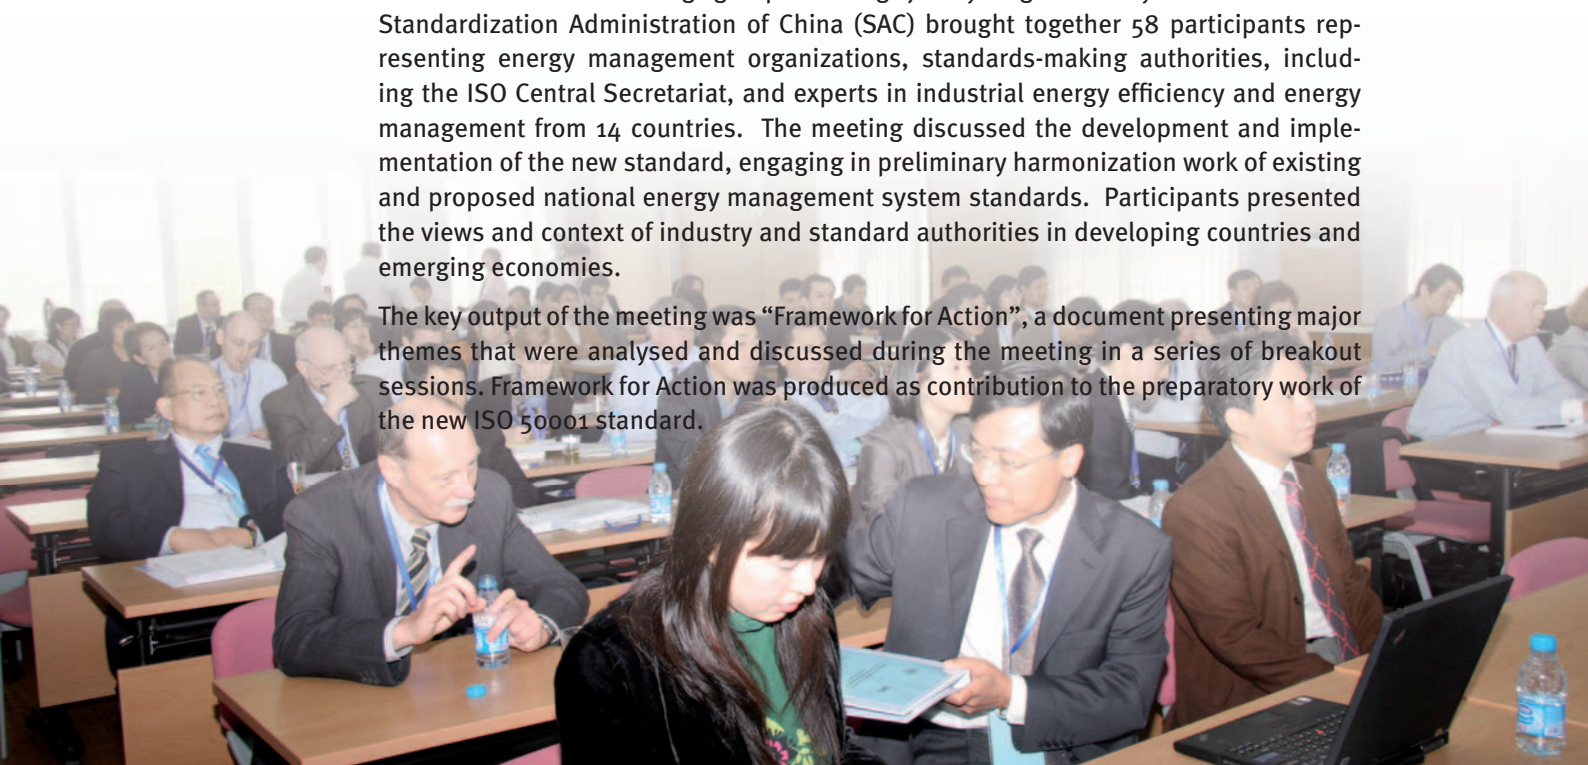 Standardization Administration of China (SAC) brought together 58 participants rep-
resenting energy management organizations, standards-making authorities, includ-
ing the ISO Central Secretariat, and experts in industrial energy efficiency and energy
management from 14 countries. The meeting discussed the development and imple-
mentation of the new standard, engaging in preliminary harmonization work of existing
and proposed national energy management system standards. Participants presented
the views and context of industry and standard authorities in developing countries and
emerging economies.
The key output of the meeting was “Framework for Action”, a document presenting major
themes that were analysed and discussed during the meeting in a series of breakout
sessions. Framework for Action was produced as contribution to the preparatory work of
the new ISO 50001 standard.